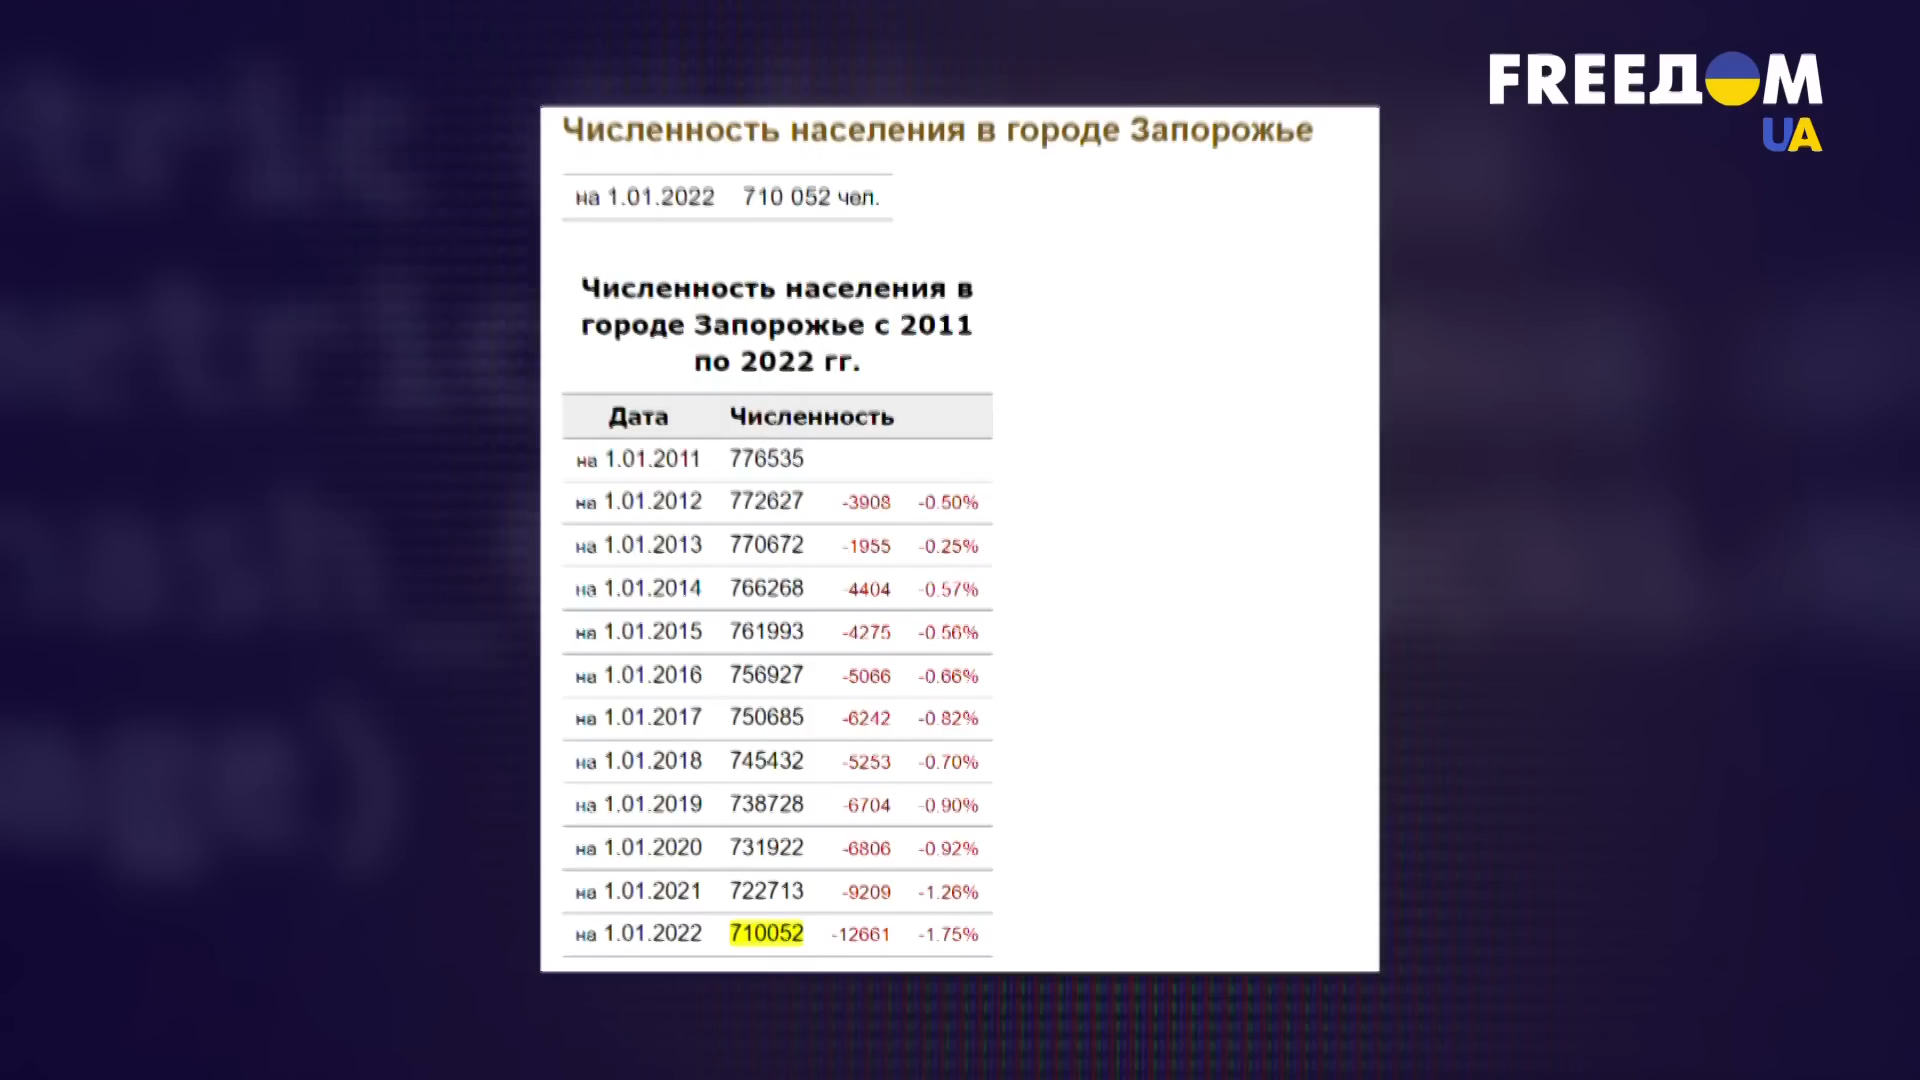 FREEДOM
UA
Численность населения в городе Запорожье
на 1.01.2022 710 052 чел.
Численность населения в
городе Запорожье с 2011
по 2022 гг.
Дата Численность
на 1.01.2011 776535
на 1.01.2012 772627 -3908 -0.50%
на 1.01.2013 770672 -1955 -0.25%
на 1.01.2014 766268 -4404 -0.57%
на 1.01.2015 761993 -4275 -0.56%
на 1.01.2016 756927 -5066 -0.66%
на 1.01.2017 750685 -6242 -0.82%
на 1.01.2018 745432 -5253 -0.70%
на 1.01.2019 738728 -6704 -0.90%
на 1.01.2020 731922 -6806 -0.92%
на 1.01.2021 722713 -9209 -1.26%
на 1.01.2022 710052 -12661 -1.75%